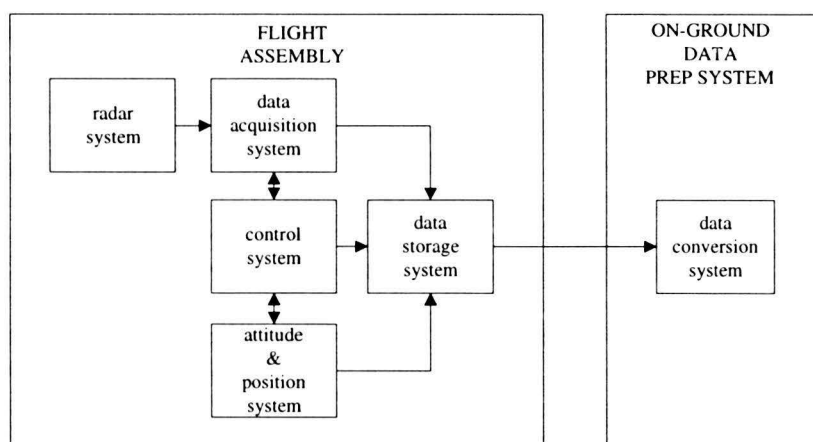 FLIGHT
ASSEMBLY
ON-GROUND
DATA
PREP SYSTEM
radar
system
data
acquisition
system
control
system
data
storage
system
data
conversion
system
attitude
&
position
system